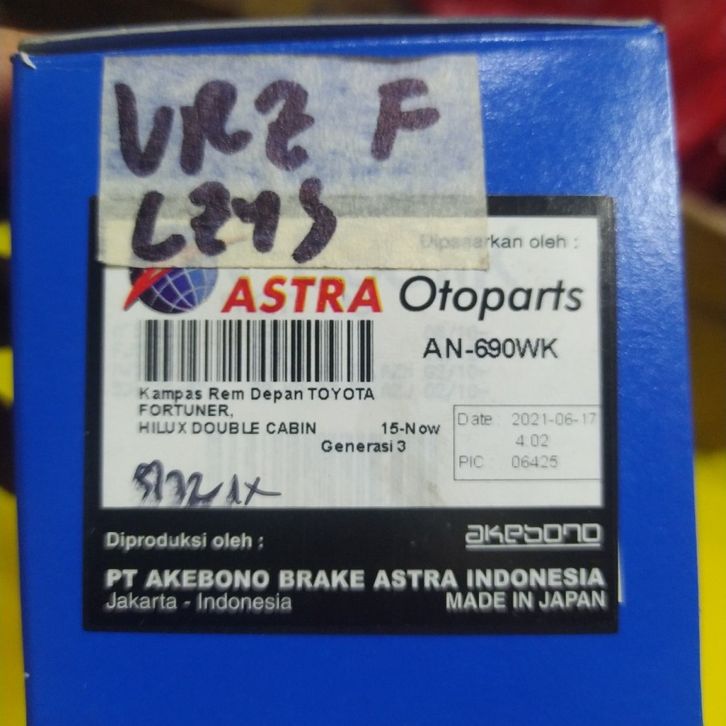 VRZ F
LZ4S
Dipasarkan oleh :
ASTRA Otoparts
AN-690WK
Kampas Rem Depan TOYOTA
FORTUNER,
HILUX DOUBLE CABIN 15-Now
Generasi 3
Date : 2021-06-17
4:02
PIC : 06425
Diproduksi oleh : akebono
PT AKEBONO BRAKE ASTRA INDONESIA
Jakarta - Indonesia MADE IN JAPAN